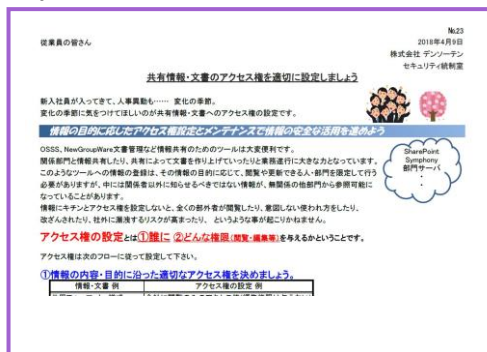 No.23
従業員の皆さん
2018年4月9日
株式会社 デンソーテン
セキュリティ統制室
共有情報・文書のアクセス権を適切に設定しましょう
新入社員が入ってきて、人事異動も…… 変化の季節。
変化の季節に気をつけてほしいのが共有情報・文書へのアクセス権の設定です。
情報の目的に応じたアクセス権設定とメンテナンスで情報の安全な活用を進めよう
OSSS、NewGroupWare文書管理など情報共有のためのツールは大変便利です。
関係部門と情報共有したり、共有によって文書を作り上げていったりと業務進行に大きな力となっています。
このようなツールへの情報の登録は、その情報の目的に応じて、閲覧や更新できる人・部門を限定して行う
必要がありますが、中には関係者以外に知らせるべきではない情報が、無関係の他部門から参照可能に
なっていることがあります。
情報にキチンとアクセス権を設定しないと、全くの部外者が閲覧したり、意図しない使われ方をしたり、
改ざんされたり、社外に漏洩するリスクが高まったり、 というような事が起こりかねません。
SharePoint
Symphony
部門サーバ
・
・
・
アクセス権の設定とは①誰に ②どんな権限(閲覧・編集等)を与えるかということです。
アクセス権は次のフローに従って設定して下さい。
①情報の内容・目的に沿った適切なアクセス権を決めましょう。
情報・文書 例 アクセス権の設定 例